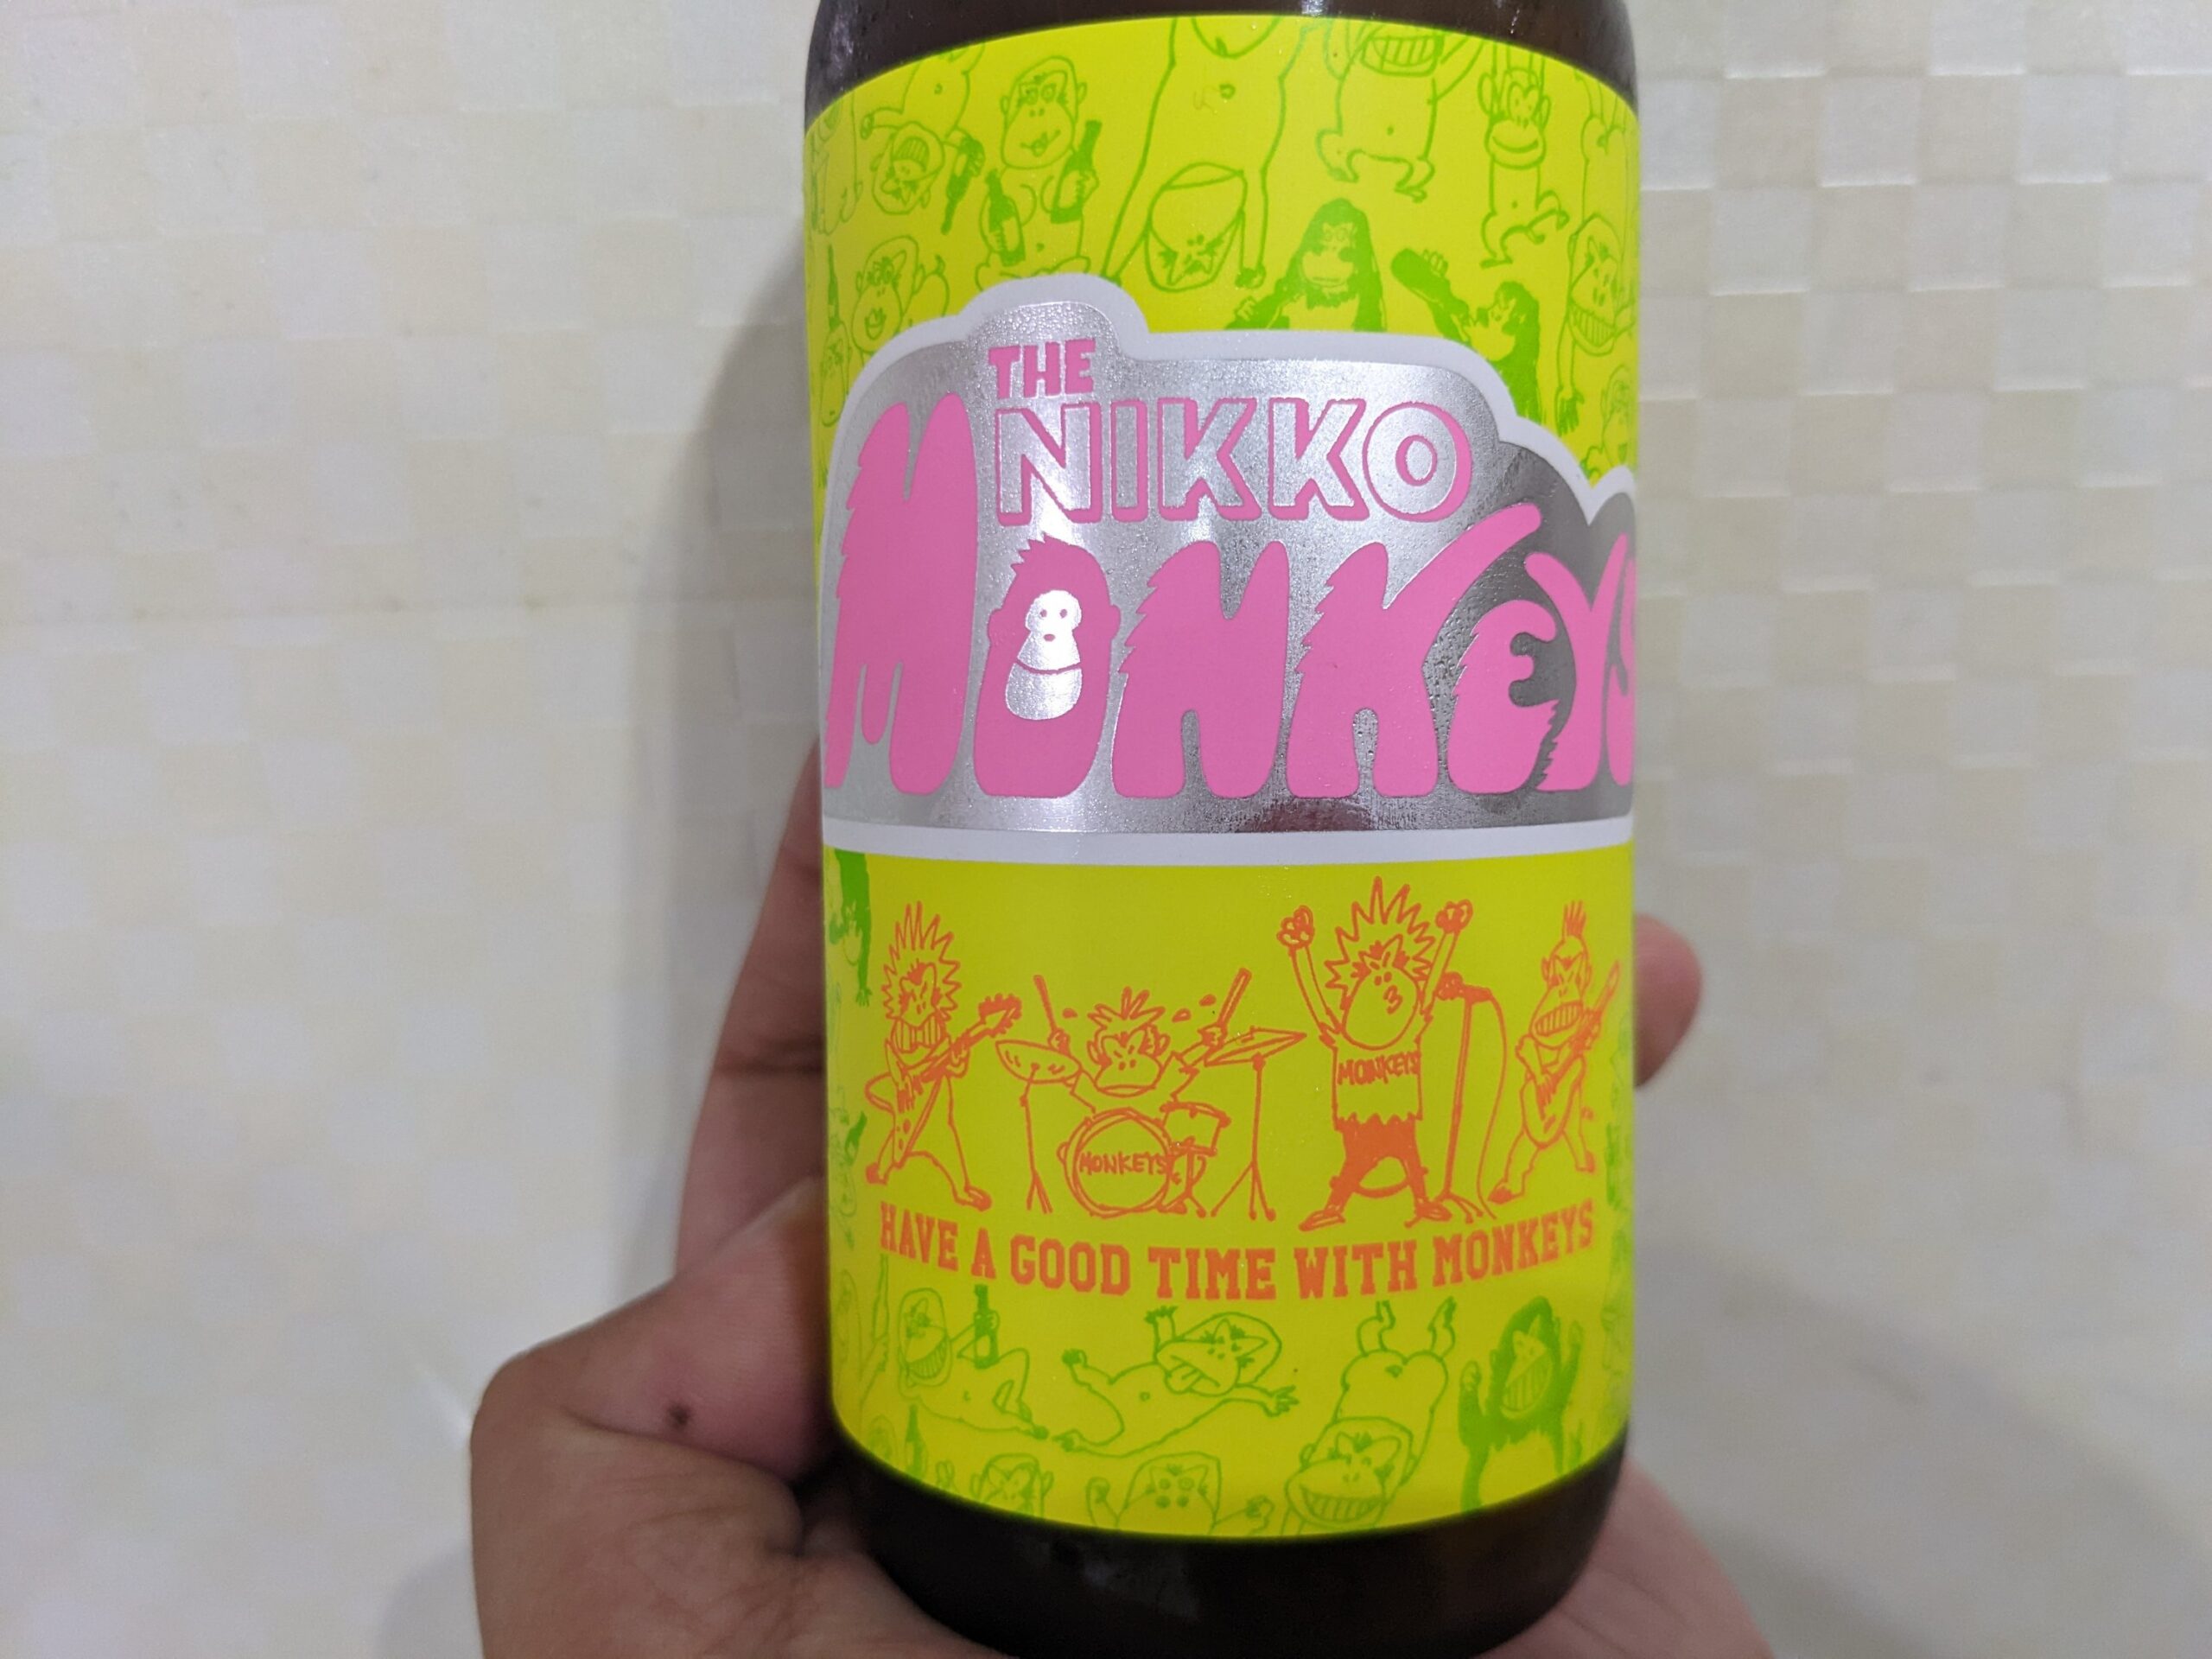 THE
NIKKO
MONKEYS
MONKEYS
MONKEYS
HAVE A GOOD TIME WITH MONKEYS